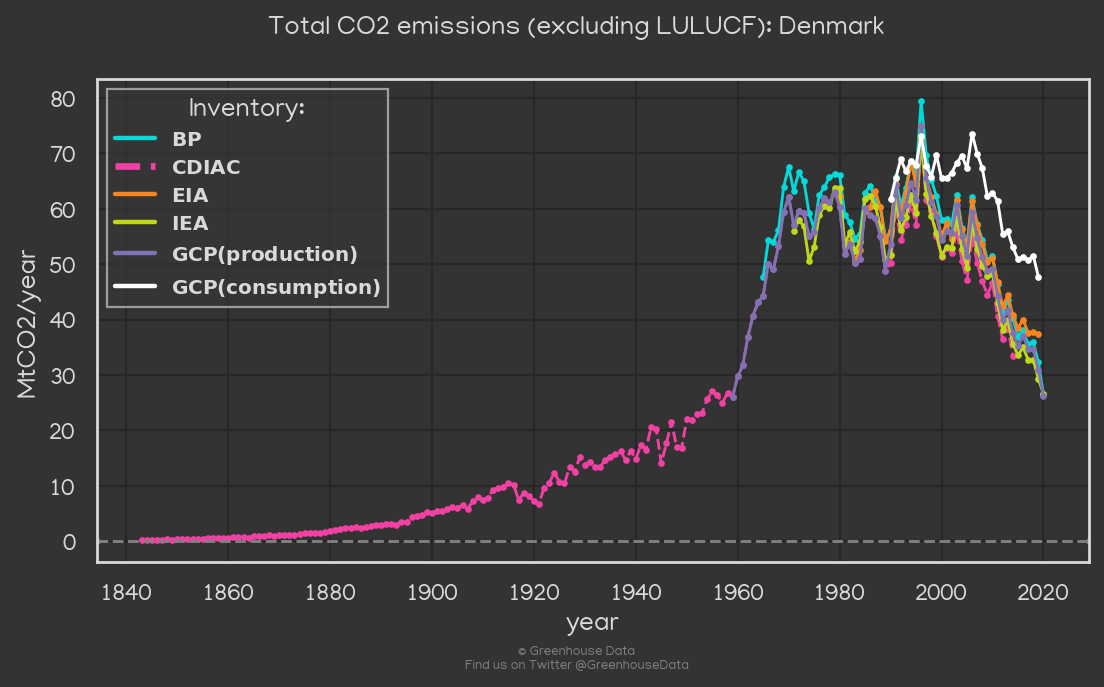 Total CO2 emissions (excluding LULUCF): Denmark
Inventory:
BP
CDIAC
EIA
IEA
GCP(production)
GCP(consumption)
MtCO2/year
80
70
60
50
40
30
20
10
0
1840 1860 1880 1900 1920 1940 1960 1980 2000 2020
year
© Greenhouse Data
Find us on Twitter @GreenhouseData